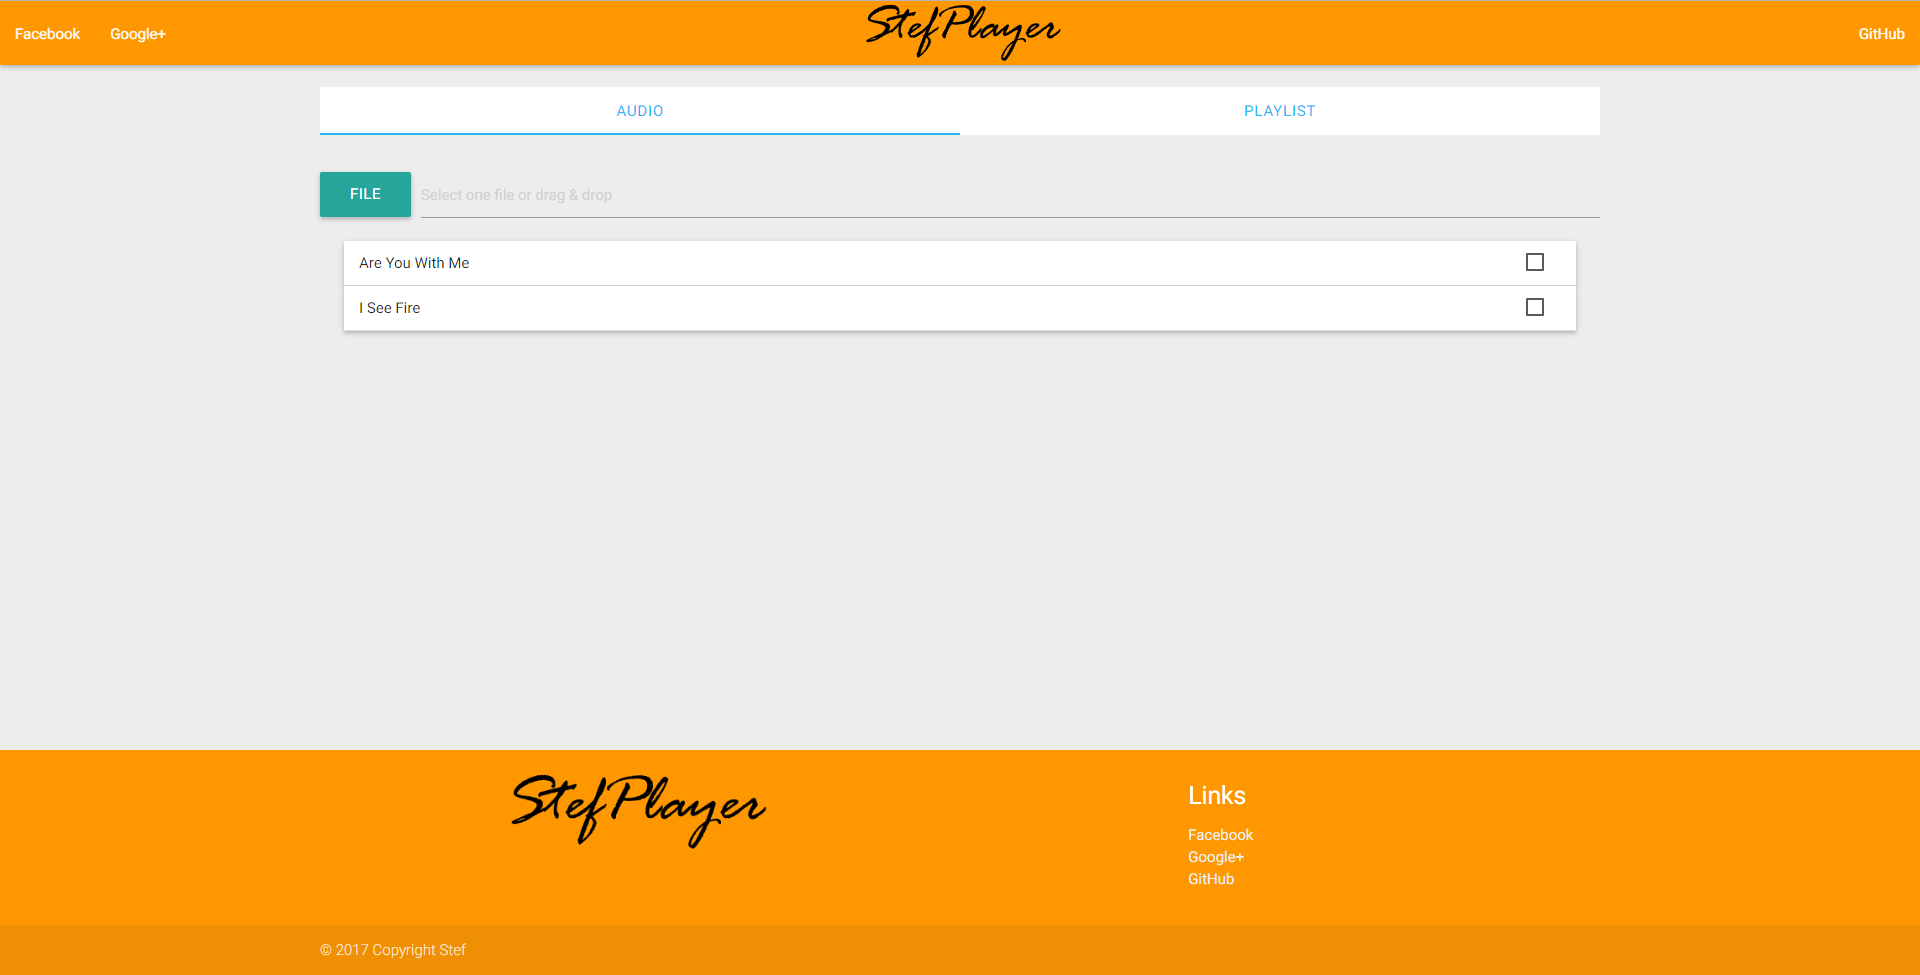 Facebook Google+ StefPlayer GitHub
AUDIO PLAYLIST
FILE Select one file or drag & drop
Are You With Me
I See Fire
StefPlayer
Links
Facebook
Google+
GitHub
© 2017 Copyright Stef